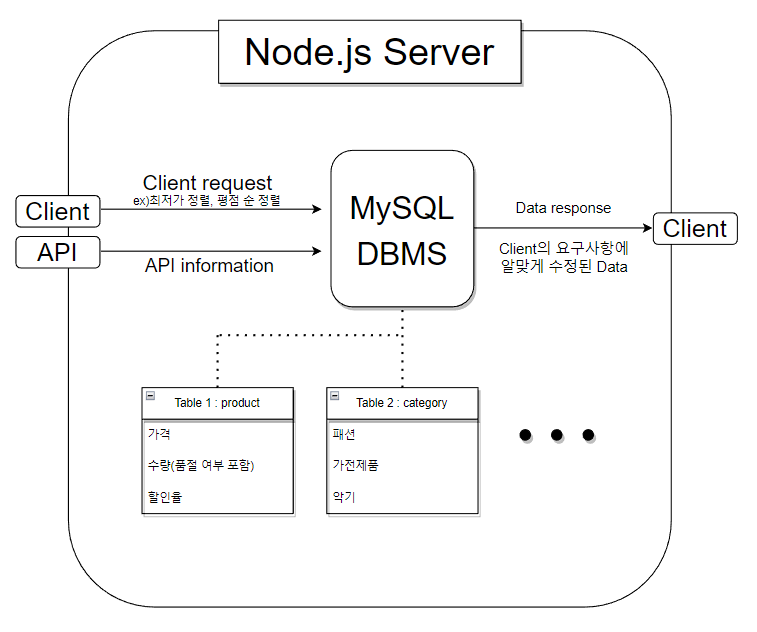 Node.js Server
Client request
ex)최저가 정렬, 평점 순 정렬
Client
API
API information
MySQL
DBMS
Data response
Client의 요구사항에
알맞게 수정된 Data
Client
Table 1 : product
가격
수량(품절 여부 포함)
할인율
Table 2 : category
패션
가전제품
악기